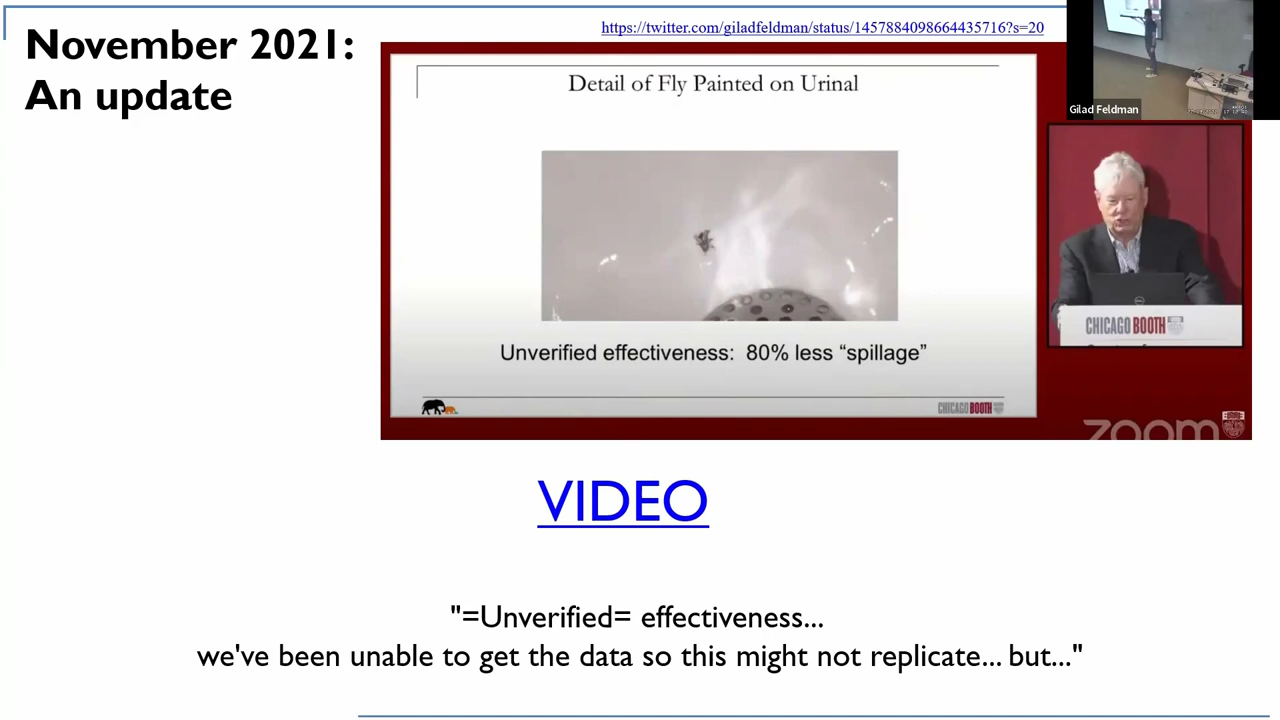 November 2021:
An update
https://twitter.com/giladfeldman/status/1457884098664435716?s=20
Gilad Feldman
Detail of Fly Painted on Urinal
Unverified effectiveness: 80% less “spillage”
CHICAGO BOOTH
CHICAGO BOOTH
zoom
VIDEO
"=Unverified= effectiveness...
we've been unable to get the data so this might not replicate... but..."